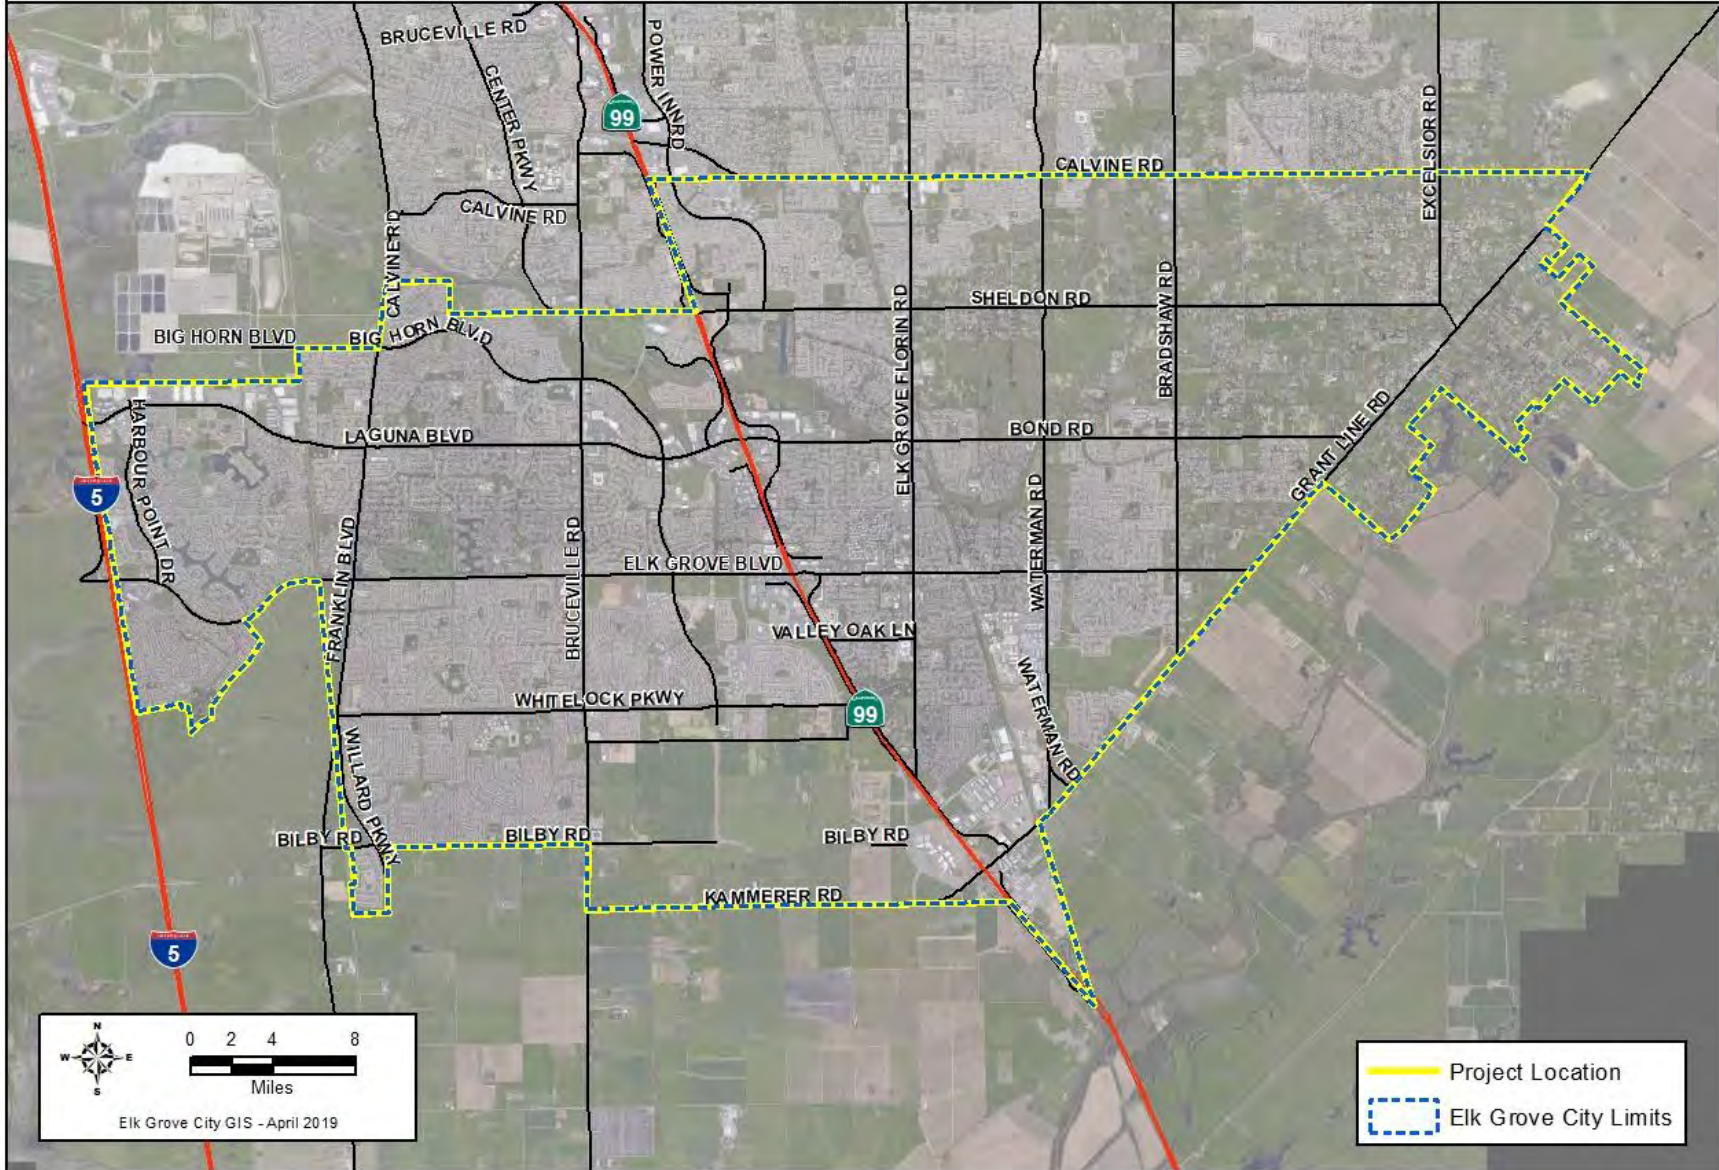 BRUCEVILLE RD
POWER INN RD
CENTER PKWY
99
EXCELSIOR RD
CALVINE RD
CALVINE RD
CALVINE RD
BIG HORN BLVD
BIG HORN BLVD
SHELDON RD
ELK GROVE FLORIN RD
BRADSHAW RD
HARBOUR POINT DR
LAGUNA BLVD
BOND RD
GRANT LINE RD
INTERSTATE
5
FRANKLIN BLVD
BRUCEVILLE RD
ELK GROVE BLVD
WATERMAN RD
VALLEY OAK LN
WHITELOCK PKWY
99
WATERMAN RD
WILLARD PKWY
BILBY RD
BILBY RD
BILBY RD
KAMMERER RD
INTERSTATE
5
N
W E
S
0 2 4 8
Miles
Elk Grove City GIS - April 2019
Project Location
Elk Grove City Limits